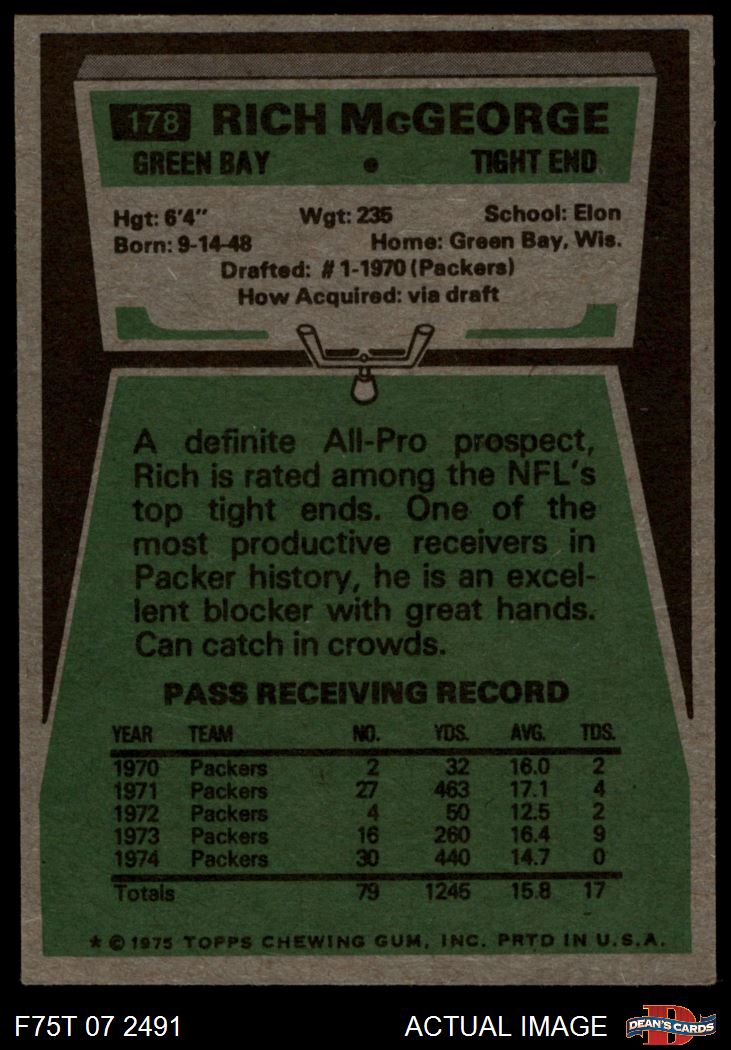 178 RICH McGEORGE
GREEN BAY • TIGHT END
Hgt: 6'4" Wgt: 235 School: Elon
Born: 9-14-48 Home: Green Bay, Wis.
Drafted: #1-1970 (Packers)
How Acquired: via draft
A definite All-Pro prospect,
Rich is rated among the NFL's
top tight ends. One of the
most productive receivers in
Packer history, he is an excel-
lent blocker with great hands.
Can catch in crowds.
PASS RECEIVING RECORD
YEAR TEAM NO. YDS. AVG. TDS.
1970 Packers 2 32 16.0 2
1971 Packers 27 463 17.1 4
1972 Packers 4 50 12.5 2
1973 Packers 16 260 16.4 9
1974 Packers 30 440 14.7 0
Totals 79 1245 15.8 17
* © 1975 TOPPS CHEWING GUM, INC. PRTD IN U.S.A.
F75T 07 2491 ACTUAL IMAGE DEAN'S CARDS